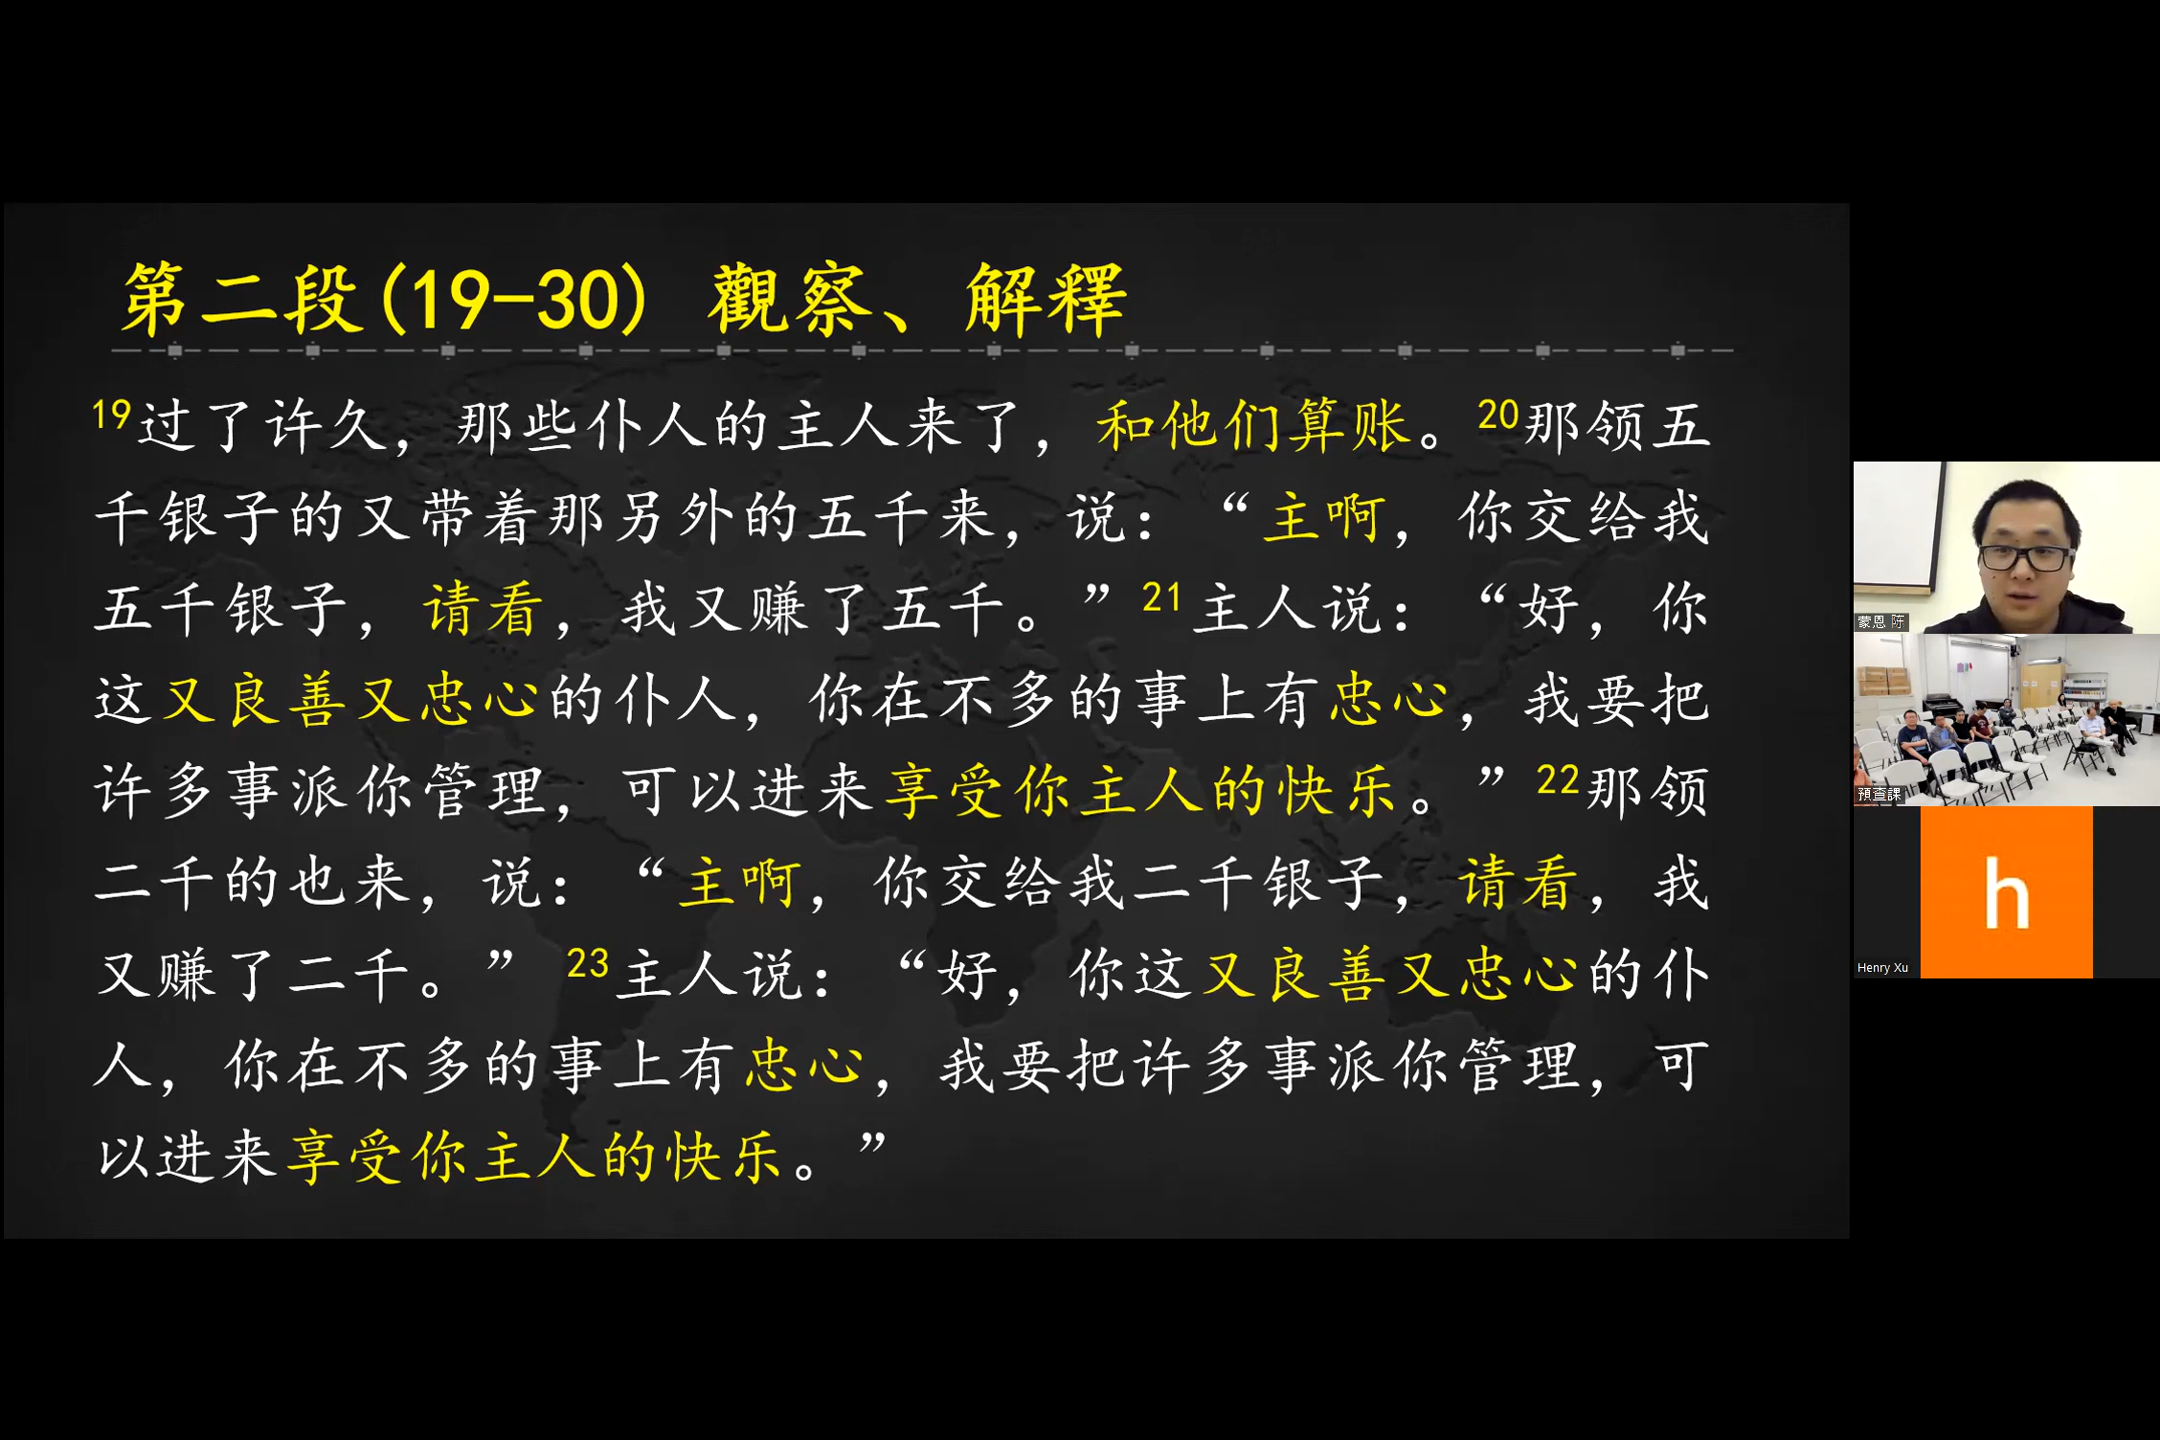 第二段(19-30) 觀察、解釋
19过了许久，那些仆人的主人来了，和他们算账。20那领五
千银子的又带着那另外的五千来，说：“主啊，你交给我
五千银子，请看，我又赚了五千。”21主人说：“好，你
这又良善又忠心的仆人，你在不多的事上有忠心，我要把
许多事派你管理，可以进来享受你主人的快乐。”22那领
二千的也来，说：“主啊，你交给我二千银子，请看，我
又赚了二千。”23主人说：“好，你这又良善又忠心的仆
人，你在不多的事上有忠心，我要把许多事派你管理，可
以进来享受你主人的快乐。”
蒙恩 陈
預查課
h
Henry Xu